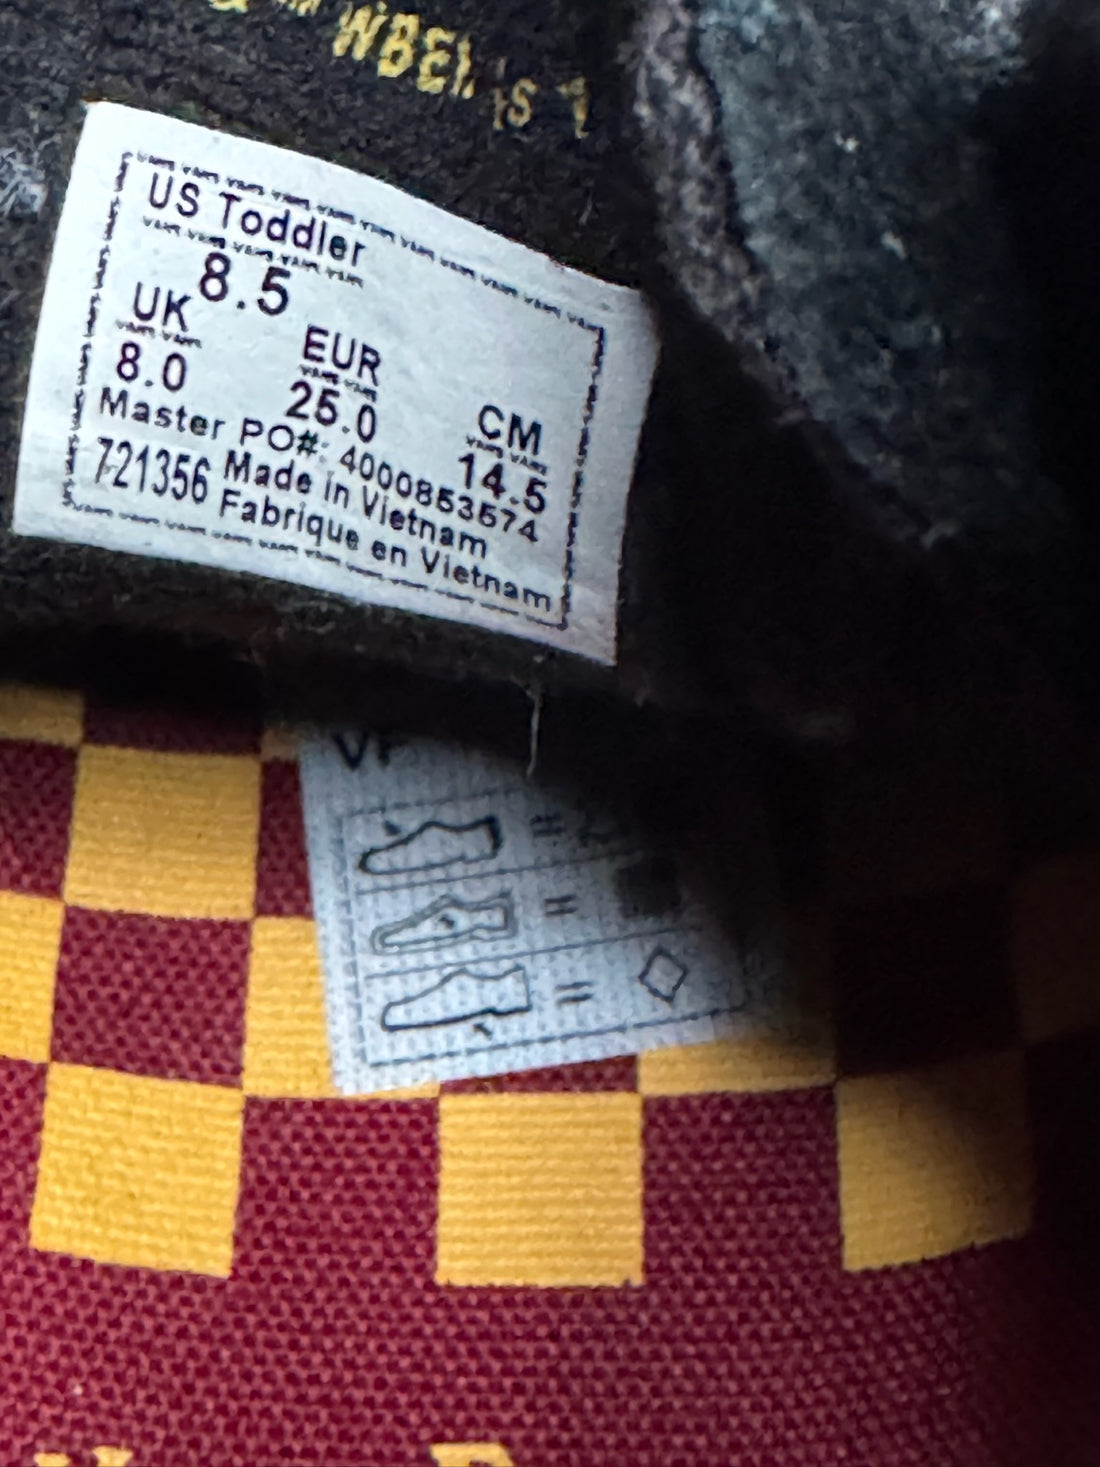 US Toddler
8.5
UK EUR CM
8.0 25.0 14.5
Master PO#: 4000853574
721356 Made in Vietnam
Fabrique en Vietnam